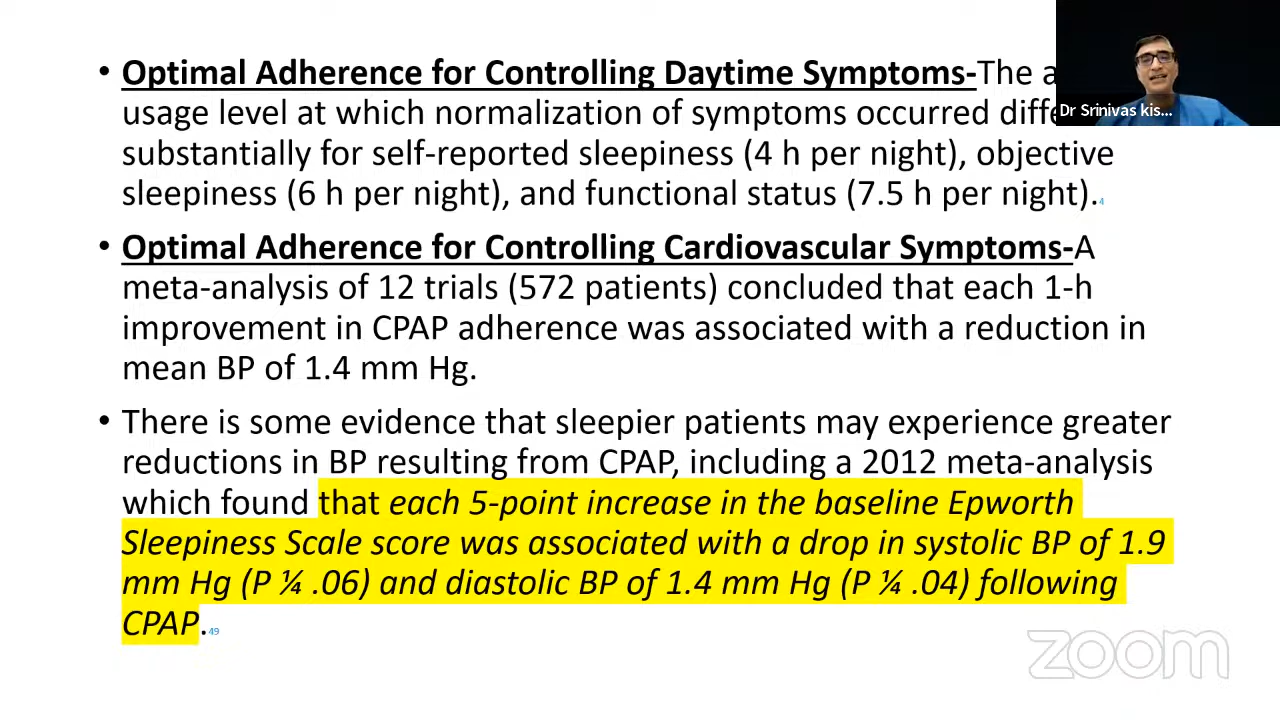 • Optimal Adherence for Controlling Daytime Symptoms-The
usage level at which normalization of symptoms occurred
substantially for self-reported sleepiness (4 h per night), objective
sleepiness (6 h per night), and functional status (7.5 h per night).4
• Optimal Adherence for Controlling Cardiovascular Symptoms-A
meta-analysis of 12 trials (572 patients) concluded that each 1-h
improvement in CPAP adherence was associated with a reduction in
mean BP of 1.4 mm Hg.
• There is some evidence that sleepier patients may experience greater
reductions in BP resulting from CPAP, including a 2012 meta-analysis
which found that each 5-point increase in the baseline Epworth
Sleepiness Scale score was associated with a drop in systolic BP of 1.9
mm Hg (P ¼ .06) and diastolic BP of 1.4 mm Hg (P ¼ .04) following
CPAP.49
Dr Srinivas kis...
zoom